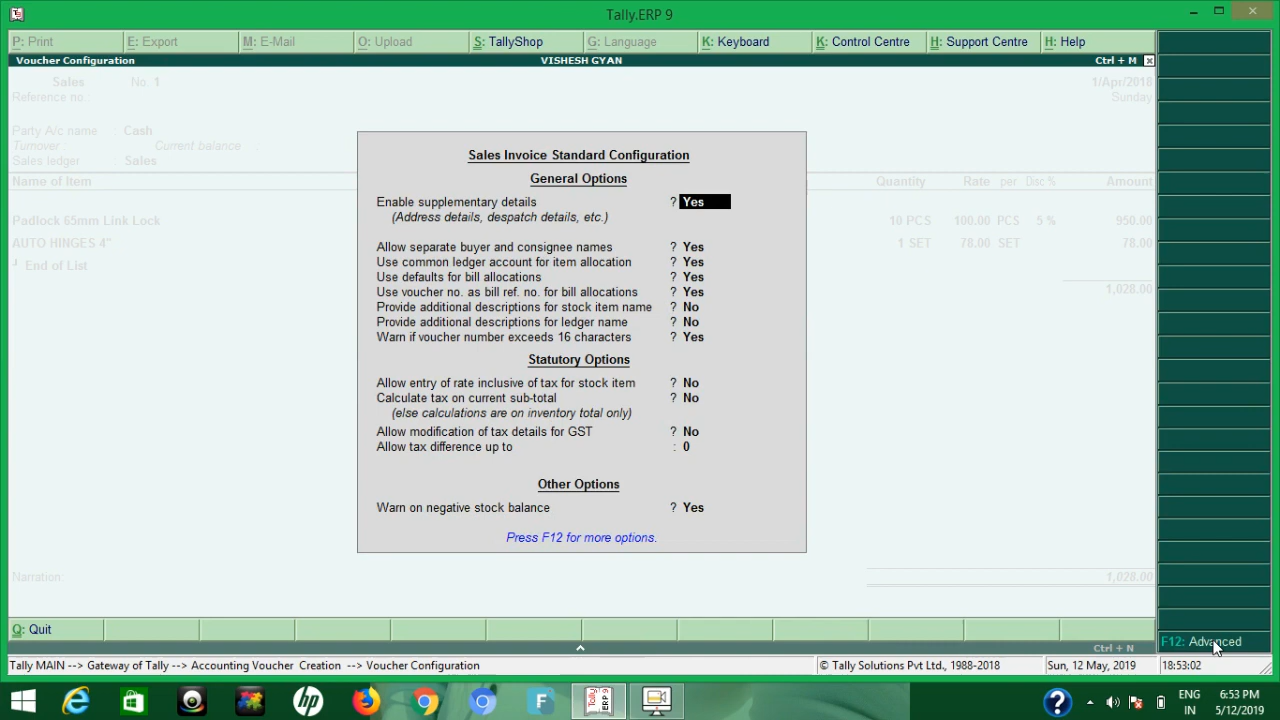 Tally.ERP 9
P: Print E: Export M: E-Mail O: Upload S: TallyShop G: Language K: Keyboard K: Control Centre H: Support Centre H: Help
Voucher Configuration VISHESH GYAN Ctrl + M
Sales No. 1 1/Apr/2018
Reference no.: Sunday
Party A/c name : Cash
Turnover : Current balance :
Sales ledger : Sales
Name of Item Quantity Rate per Disc % Amount
Padlock 65mm Link Lock 10 PCS 100.00 PCS 5 % 950.00
AUTO HINGES 4" 1 SET 78.00 SET 78.00
End of List
1,028.00
Sales Invoice Standard Configuration
General Options
Enable supplementary details ? Yes
(Address details, despatch details, etc.)
Allow separate buyer and consignee names ? Yes
Use common ledger account for item allocation ? Yes
Use defaults for bill allocations ? Yes
Use voucher no. as bill ref. no. for bill allocations ? Yes
Provide additional descriptions for stock item name ? No
Provide additional descriptions for ledger name ? No
Warn if voucher number exceeds 16 characters ? Yes
Statutory Options
Allow entry of rate inclusive of tax for stock item ? No
Calculate tax on current sub-total ? No
(else calculations are on inventory total only)
Allow modification of tax details for GST ? No
Allow tax difference up to : 0
Other Options
Warn on negative stock balance ? Yes
Press F12 for more options.
Narration: 1,028.00
Q: Quit
F12: Advanced
Ctrl + N
Tally MAIN --> Gateway of Tally --> Accounting Voucher Creation --> Voucher Configuration © Tally Solutions Pvt Ltd., 1988-2018 Sun, 12 May, 2019 18:53:02
ENG 6:53 PM
IN 5/12/2019